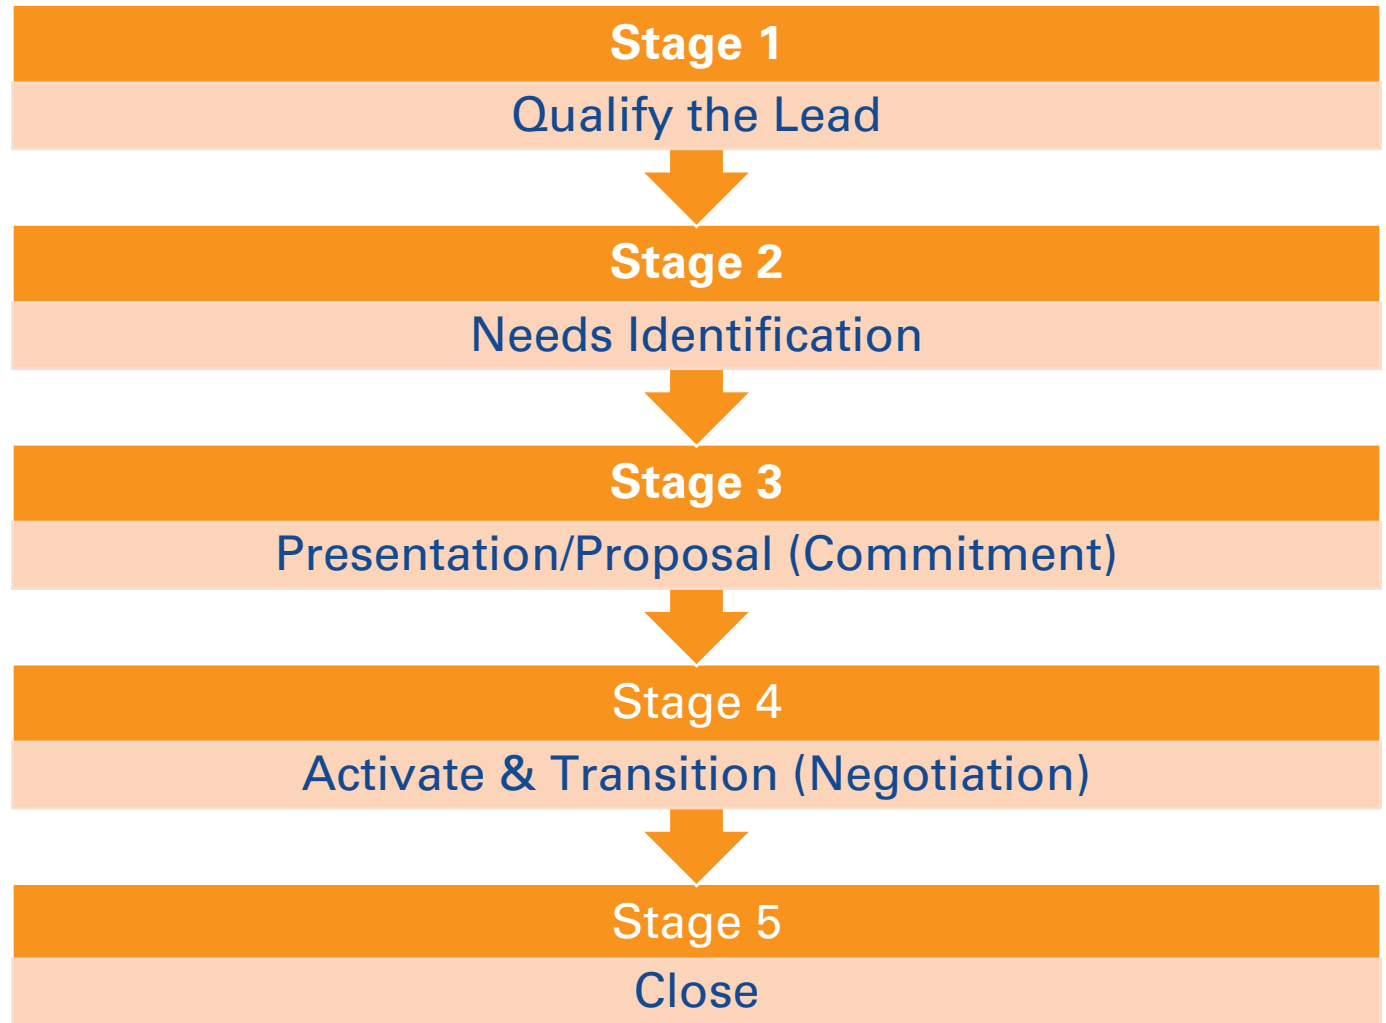 Stage 1
Qualify the Lead
Stage 2
Needs Identification
Stage 3
Presentation/Proposal (Commitment)
Stage 4
Activate & Transition (Negotiation)
Stage 5
Close